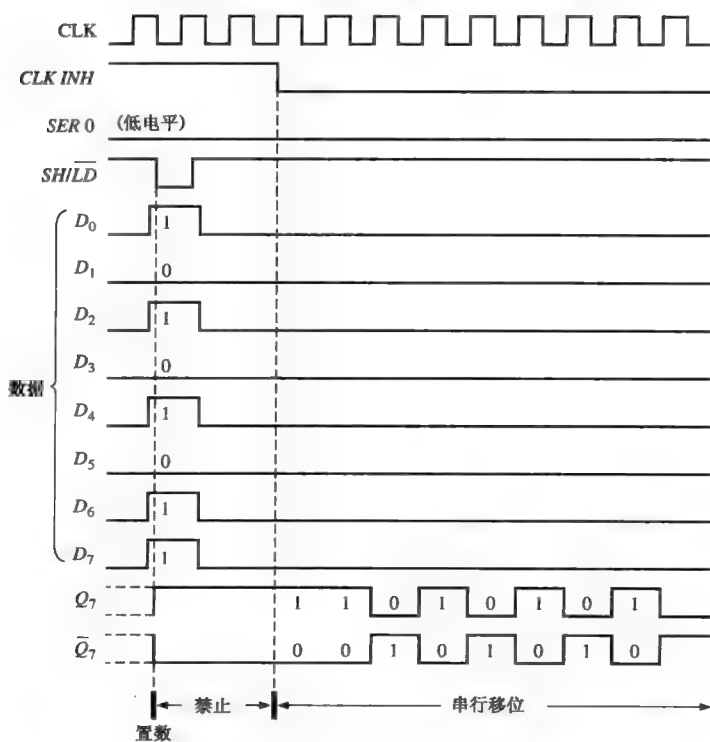 CLK
CLK INH
SER 0 (低电平)
SH/L̅D̅
D₀ 1
D₁ 0
D₂ 1
D₃ 0
数据
D₄ 1
D₅ 0
D₆ 1
D₇ 1
Q₇ 1 1 0 1 0 1 0 1
Q̅₇ 0 0 1 0 1 0 1 0
禁止 串行移位
置数